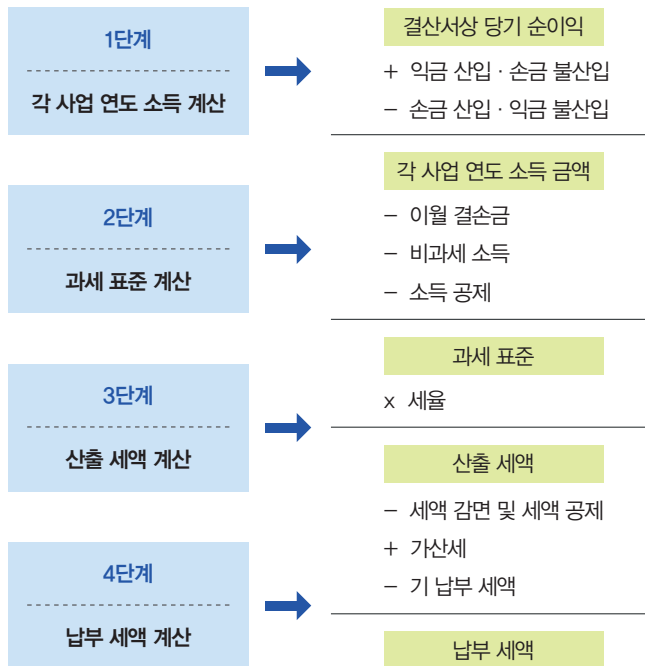 1단계
각 사업 연도 소득 계산
결산서상 당기 순이익
+ 익금 산입 · 손금 불산입
− 손금 산입 · 익금 불산입
2단계
과세 표준 계산
각 사업 연도 소득 금액
− 이월 결손금
− 비과세 소득
− 소득 공제
3단계
산출 세액 계산
과세 표준
x 세율
산출 세액
− 세액 감면 및 세액 공제
+ 가산세
− 기 납부 세액
4단계
납부 세액 계산
납부 세액